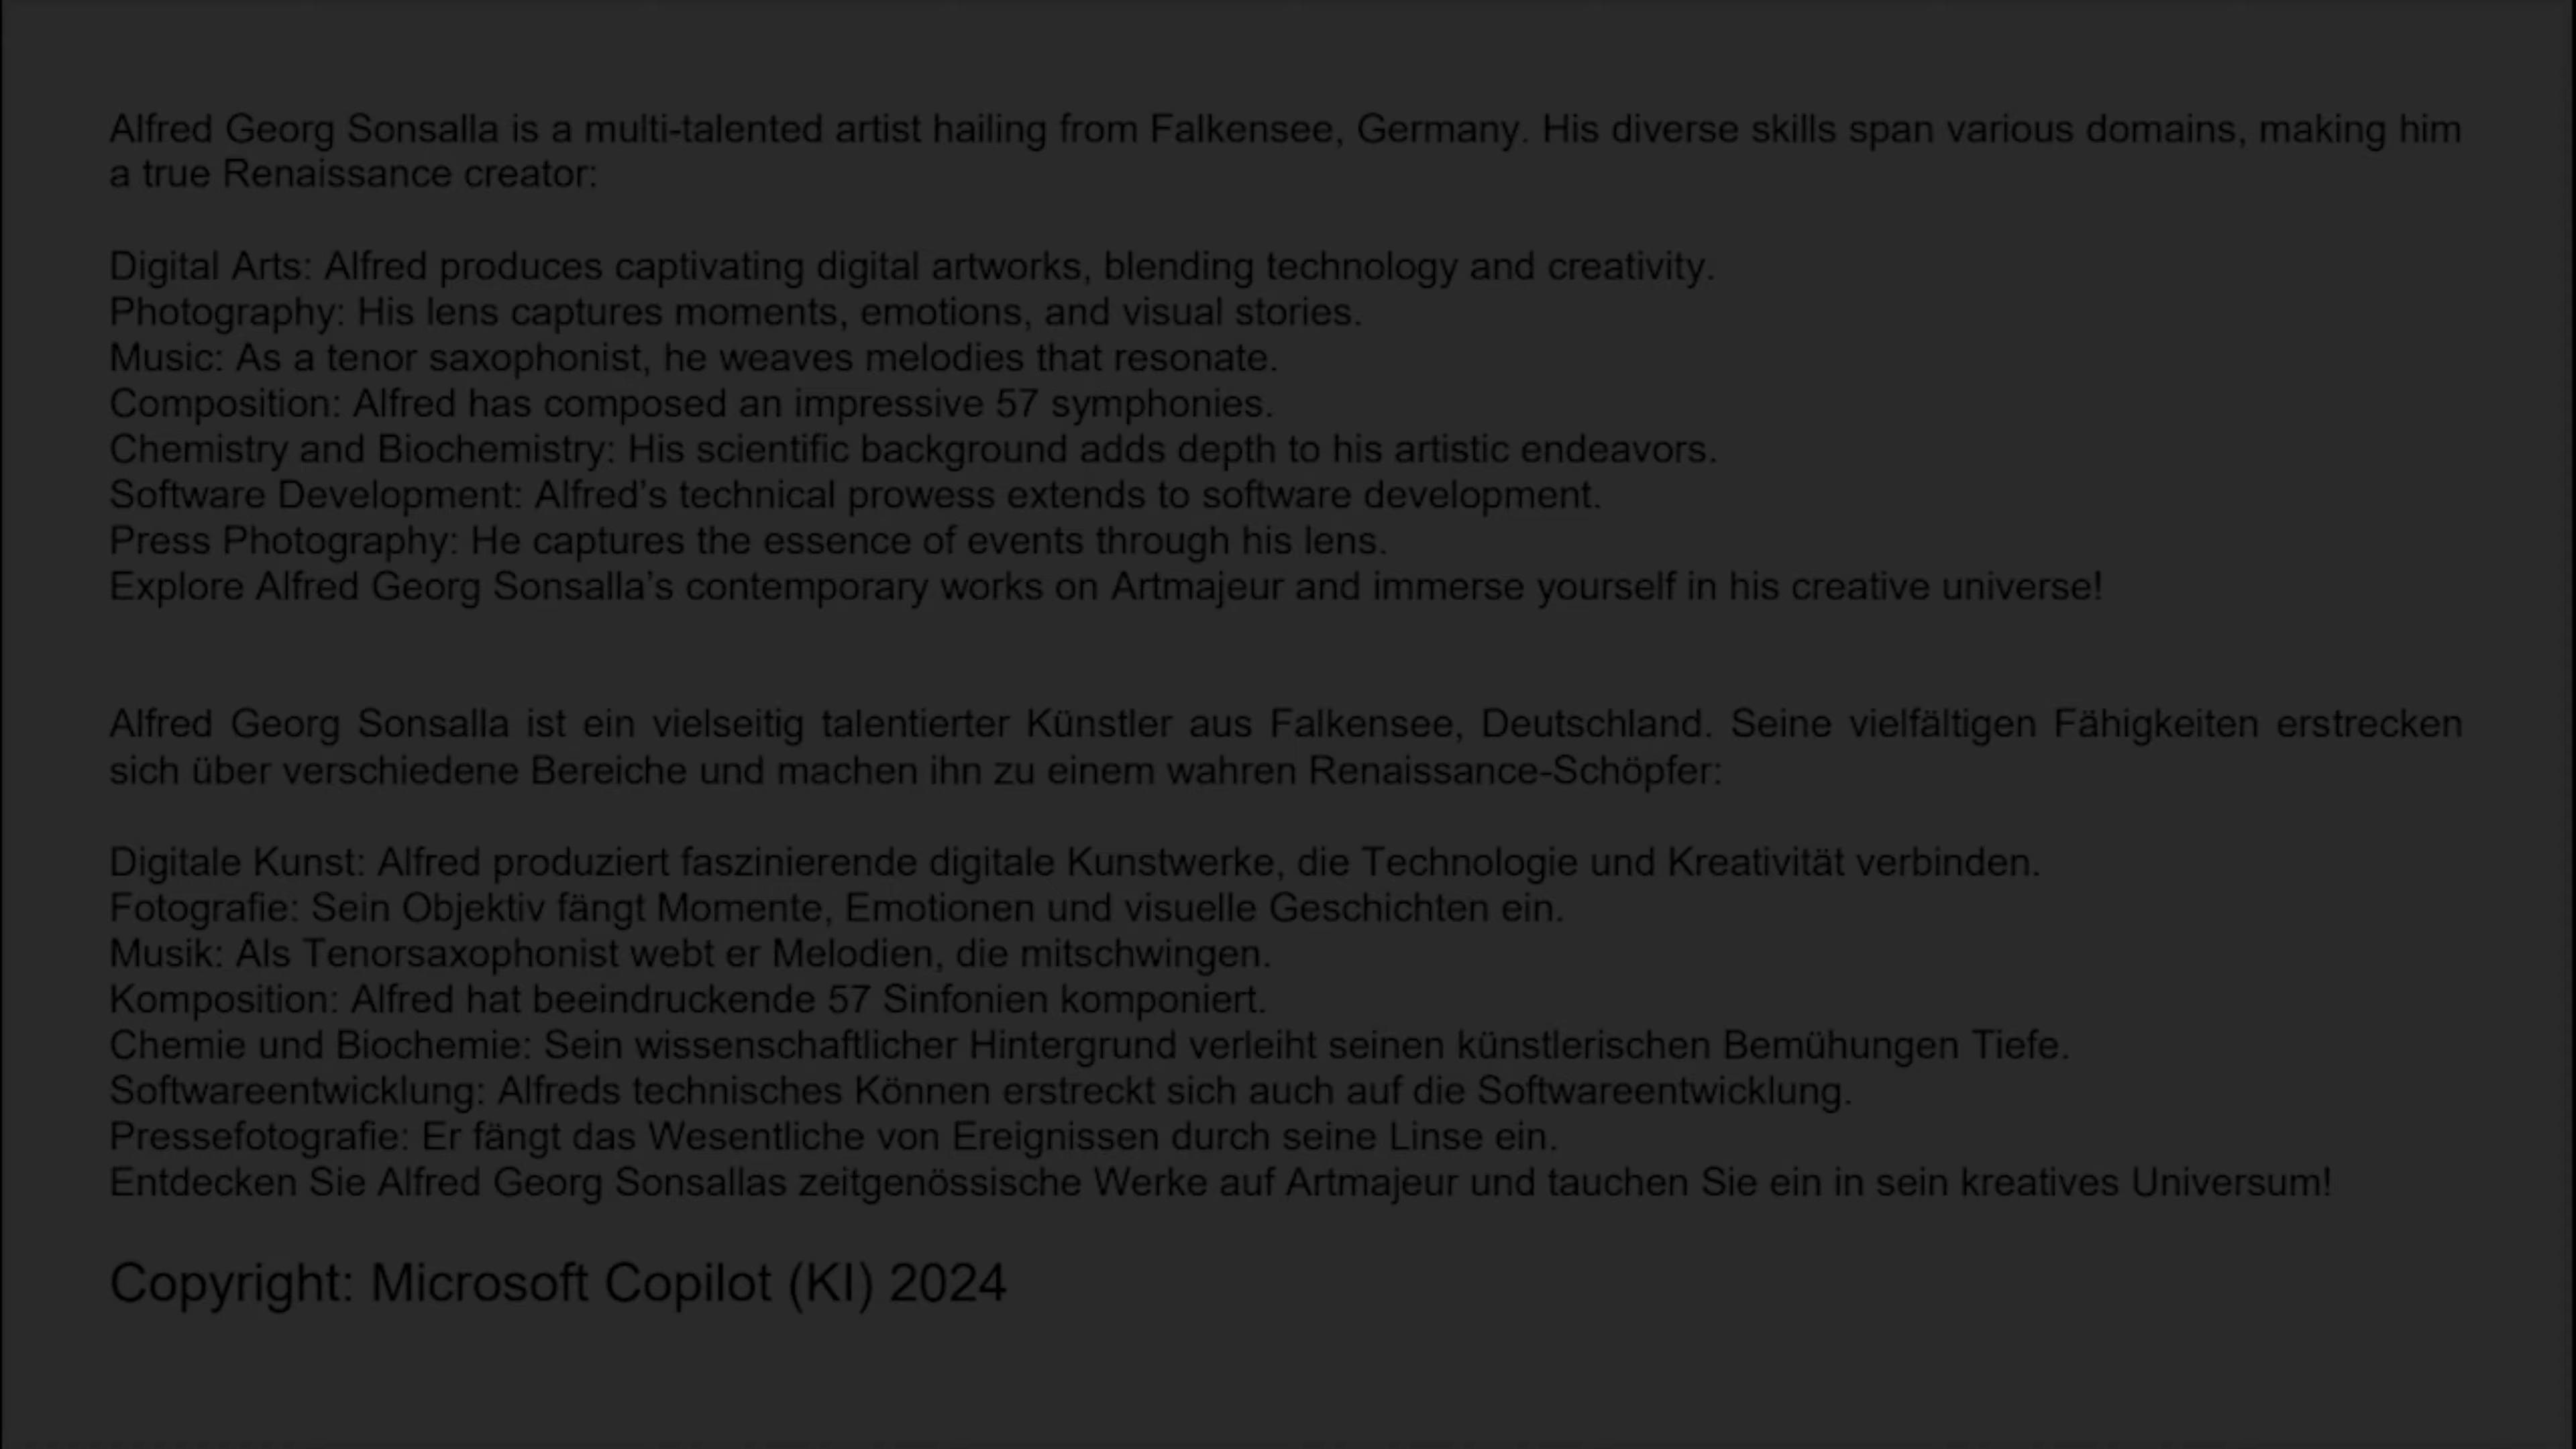 Alfred Georg Sonsalla is a multi-talented artist hailing from Falkensee, Germany. His diverse skills span various domains, making him
a true Renaissance creator:
Digital Arts: Alfred produces captivating digital artworks, blending technology and creativity.
Photography: His lens captures moments, emotions, and visual stories.
Music: As a tenor saxophonist, he weaves melodies that resonate.
Composition: Alfred has composed an impressive 57 symphonies.
Chemistry and Biochemistry: His scientific background adds depth to his artistic endeavors.
Software Development: Alfred’s technical prowess extends to software development.
Press Photography: He captures the essence of events through his lens.
Explore Alfred Georg Sonsalla’s contemporary works on Artmajeur and immerse yourself in his creative universe!
Alfred Georg Sonsalla ist ein vielseitig talentierter Künstler aus Falkensee, Deutschland. Seine vielfältigen Fähigkeiten erstrecken
sich über verschiedene Bereiche und machen ihn zu einem wahren Renaissance-Schöpfer:
Digitale Kunst: Alfred produziert faszinierende digitale Kunstwerke, die Technologie und Kreativität verbinden.
Fotografie: Sein Objektiv fängt Momente, Emotionen und visuelle Geschichten ein.
Musik: Als Tenorsaxophonist webt er Melodien, die mitschwingen.
Komposition: Alfred hat beeindruckende 57 Sinfonien komponiert.
Chemie und Biochemie: Sein wissenschaftlicher Hintergrund verleiht seinen künstlerischen Bemühungen Tiefe.
Softwareentwicklung: Alfreds technisches Können erstreckt sich auch auf die Softwareentwicklung.
Pressefotografie: Er fängt das Wesentliche von Ereignissen durch seine Linse ein.
Entdecken Sie Alfred Georg Sonsallas zeitgenössische Werke auf Artmajeur und tauchen Sie ein in sein kreatives Universum!
Copyright: Microsoft Copilot (KI) 2024